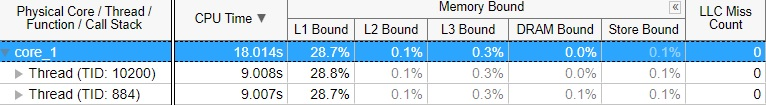 Physical Core / Thread / Function / Call Stack CPU Time ▼ Memory Bound « LLC Miss Count
L1 Bound L2 Bound L3 Bound DRAM Bound Store Bound
core_1 18.014s 28.7% 0.1% 0.3% 0.0% 0.1% 0
Thread (TID: 10200) 9.008s 28.8% 0.1% 0.3% 0.0% 0.1% 0
Thread (TID: 884) 9.007s 28.7% 0.1% 0.3% 0.0% 0.1% 0